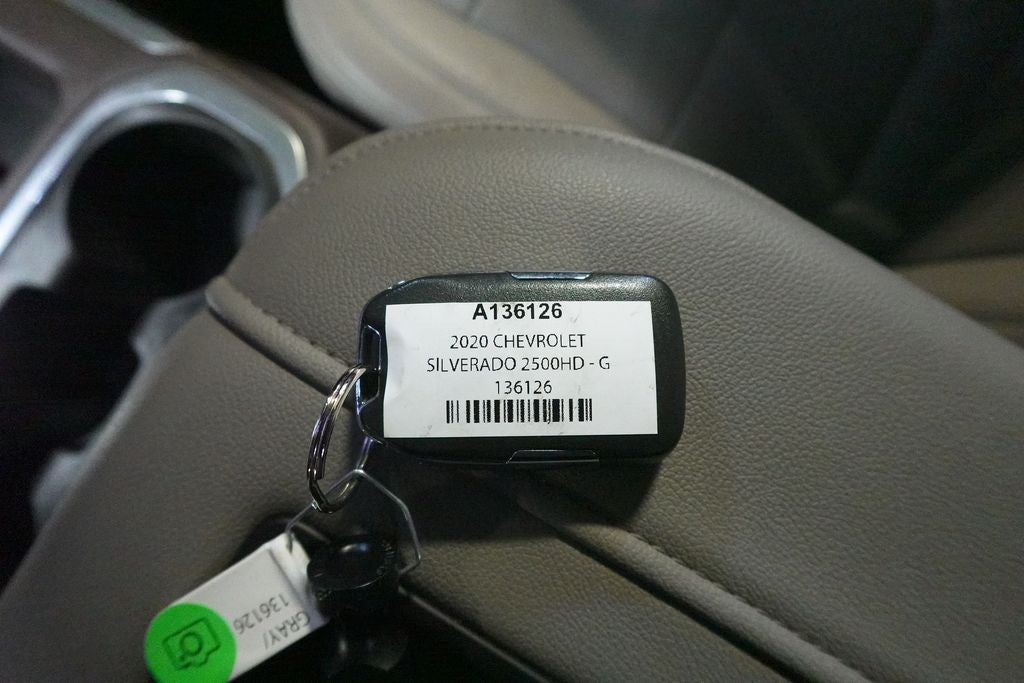 A136126
2020 CHEVROLET
SILVERADO 2500HD - G
136126
GRAY/
136126